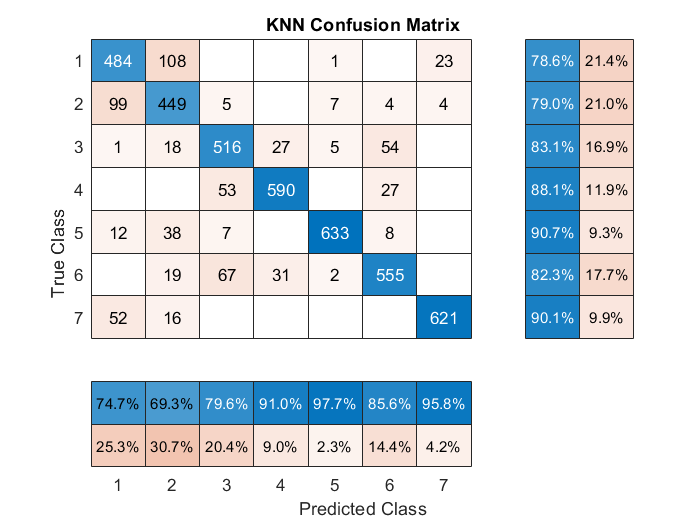 KNN Confusion Matrix
True Class
1 484 108 1 23 78.6% 21.4%
2 99 449 5 7 4 4 79.0% 21.0%
3 1 18 516 27 5 54 83.1% 16.9%
4 53 590 27 88.1% 11.9%
5 12 38 7 633 8 90.7% 9.3%
6 19 67 31 2 555 82.3% 17.7%
7 52 16 621 90.1% 9.9%
74.7% 69.3% 79.6% 91.0% 97.7% 85.6% 95.8%
25.3% 30.7% 20.4% 9.0% 2.3% 14.4% 4.2%
1 2 3 4 5 6 7
Predicted Class